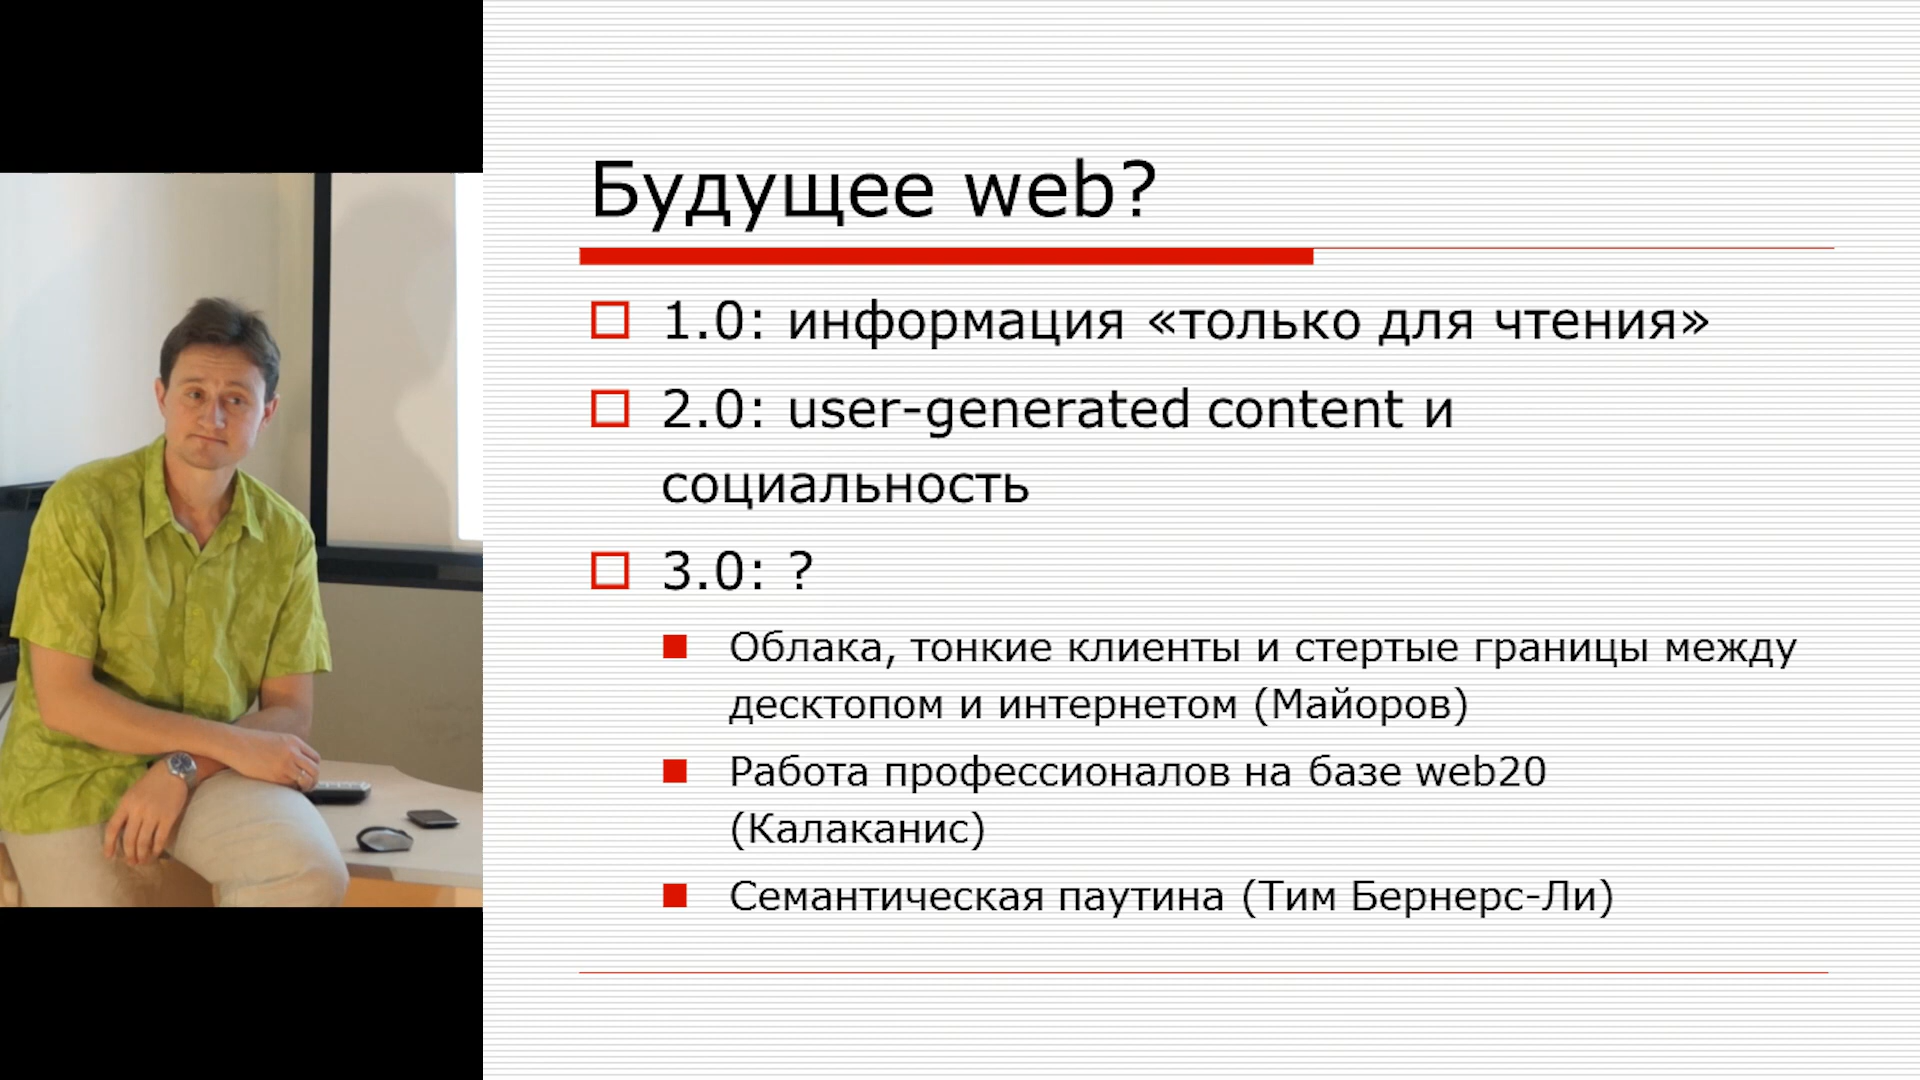 Будущее web?
1.0: информация «только для чтения»
2.0: user-generated content и
социальность
3.0: ?
Облака, тонкие клиенты и стертые границы между
десктопом и интернетом (Майоров)
Работа профессионалов на базе web20
(Калаканис)
Семантическая паутина (Тим Бернерс-Ли)